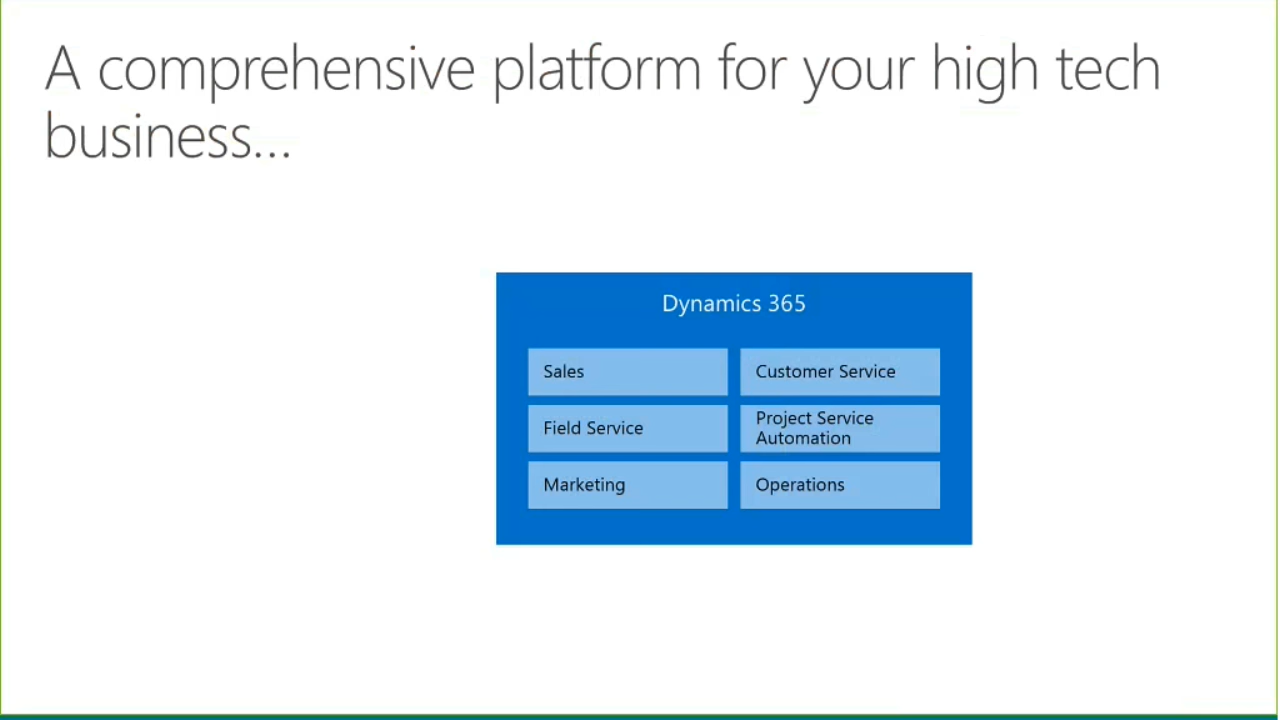 A comprehensive platform for your high tech
business...
Dynamics 365
Sales
Customer Service
Field Service
Project Service
Automation
Marketing
Operations